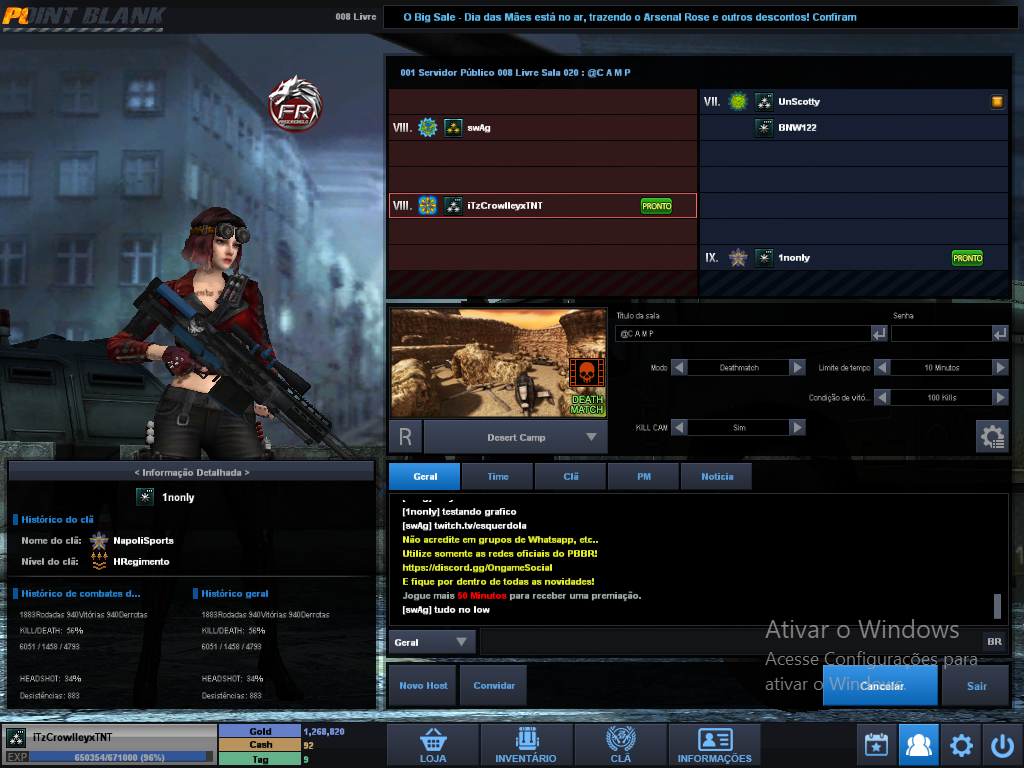 POINT BLANK
008 Livre
O Big Sale - Dia das Mães está no ar, trazendo o Arsenal Rose e outros descontos! Confiram
FR
001 Servidor Público 008 Livre Sala 020 : @C A M P
VII. UnScotty
VIII. swAg
BNW122
VIII. iTzCrowlleyxTNT PRONTO
IX. 1nonly PRONTO
Título da sala
Senha
@C A M P
Modo Deathmatch
Limite de tempo 10 Minutos
Condição de vitó... 100 Kills
KILL CAM Sim
DEATH
MATCH
R Desert Camp
Geral Time Clã PM Noticia
[1nonly] testando grafico
[swAg] twitch.tv/esquerdola
Não acredite em grupos de Whatsapp, etc..
Utilize somente as redes oficiais do PBBR!
https://discord.gg/OngameSocial
E fique por dentro de todas as novidades!
Jogue mais 50 Minutos para receber uma premiação.
[swAg] tudo no low
Geral
BR
Novo Host Convidar Cancelar Sair
Ativar o Windows
Acesse Configurações para
ativar o Windows.
< Informação Detalhada >
1nonly
Histórico do clã
Nome do clã: NapoliSports
Nível do clã: HRegimento
Histórico de combates d...
1883Rodadas 940Vitórias 940Derrotas
KILL/DEATH: 56%
6051 / 1458 / 4793
HEADSHOT: 34%
Desistências: 883
Histórico geral
1883Rodadas 940Vitórias 940Derrotas
KILL/DEATH: 56%
6051 / 1458 / 4793
HEADSHOT: 34%
Desistências: 883
iTzCrowlleyxTNT
EXP 650354/671000 (96%)
Gold 1,268,820
Cash 92
Tag 9
LOJA INVENTÁRIO CLÃ INFORMAÇÕES